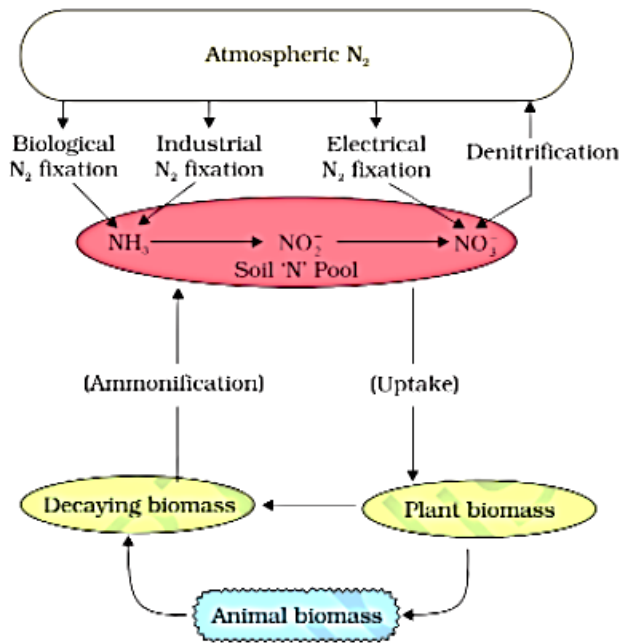 Atmospheric N₂
Biological
N₂ fixation
Industrial
N₂ fixation
Electrical
N₂ fixation
Denitrification
NH₃
NO₂⁻
NO₃⁻
Soil 'N' Pool
(Ammonification)
(Uptake)
Decaying biomass
Plant biomass
Animal biomass